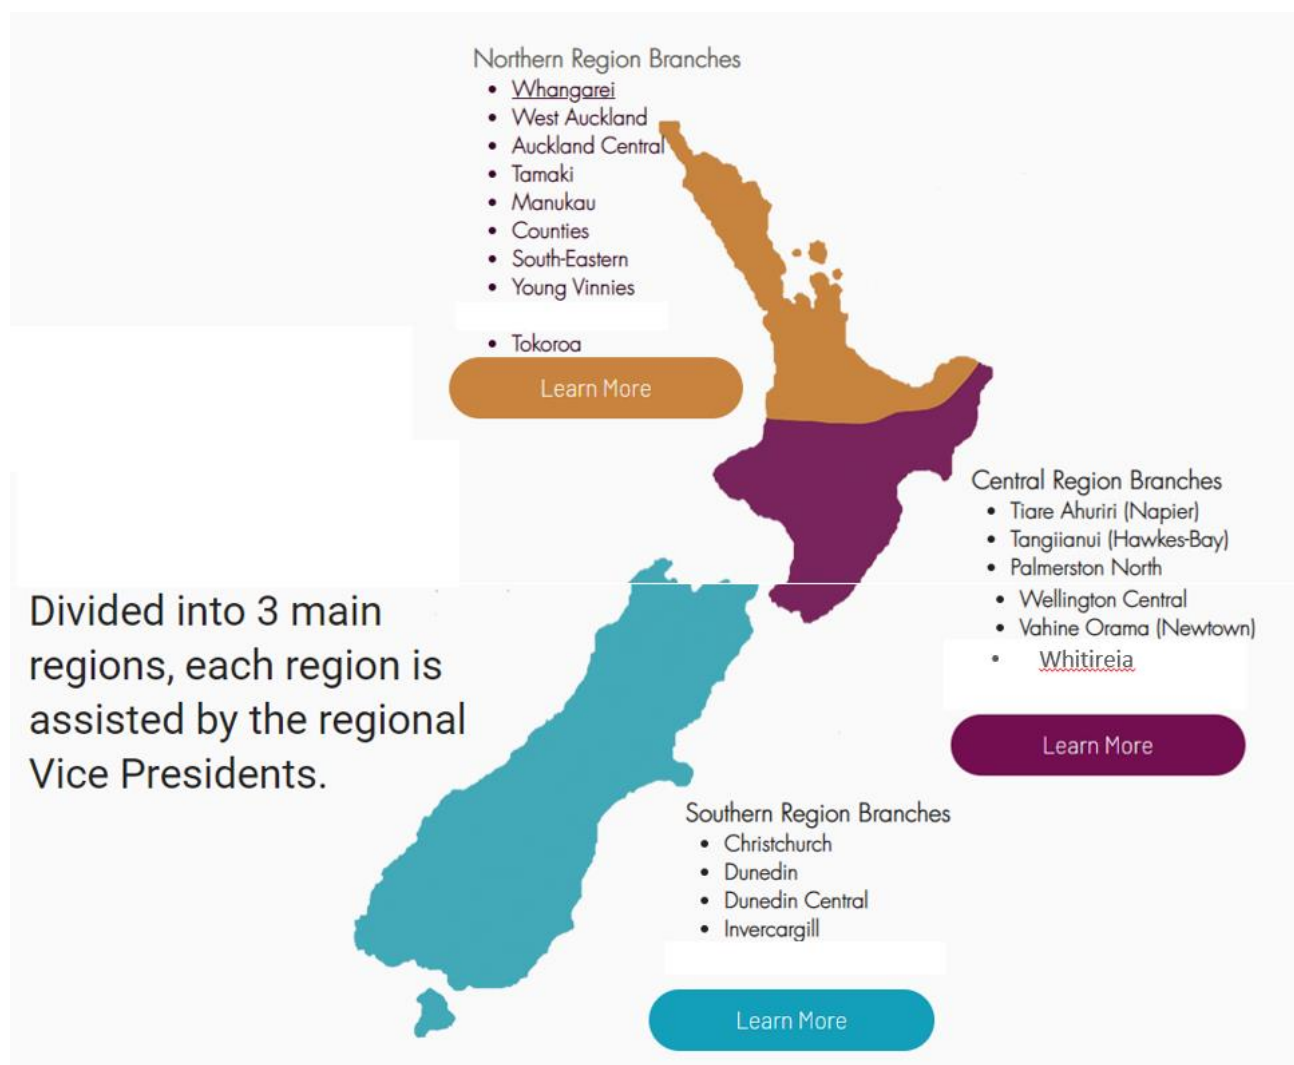 Northern Region Branches
• Whangarei
• West Auckland
• Auckland Central
• Tamaki
• Manukau
• Counties
• South-Eastern
• Young Vinnies
• Tokoroa
Learn More
Central Region Branches
• Tiare Ahuriri (Napier)
• Tangiianui (Hawkes-Bay)
• Palmerston North
• Wellington Central
• Vahine Orama (Newtown)
• Whitireia
Learn More
Divided into 3 main
regions, each region is
assisted by the regional
Vice Presidents.
Southern Region Branches
• Christchurch
• Dunedin
• Dunedin Central
• Invercargill
Learn More